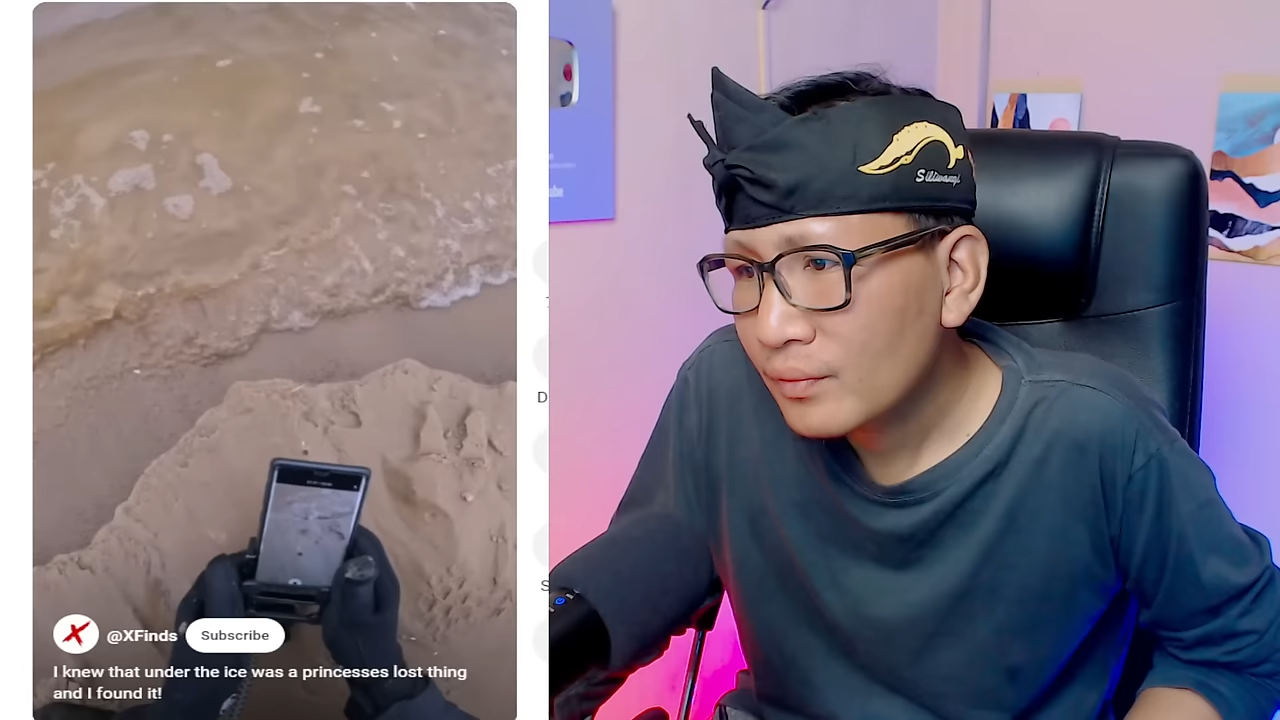 @XFinds
Subscribe
I knew that under the ice was a princesses lost thing
and I found it!
D
S
Siliwangi